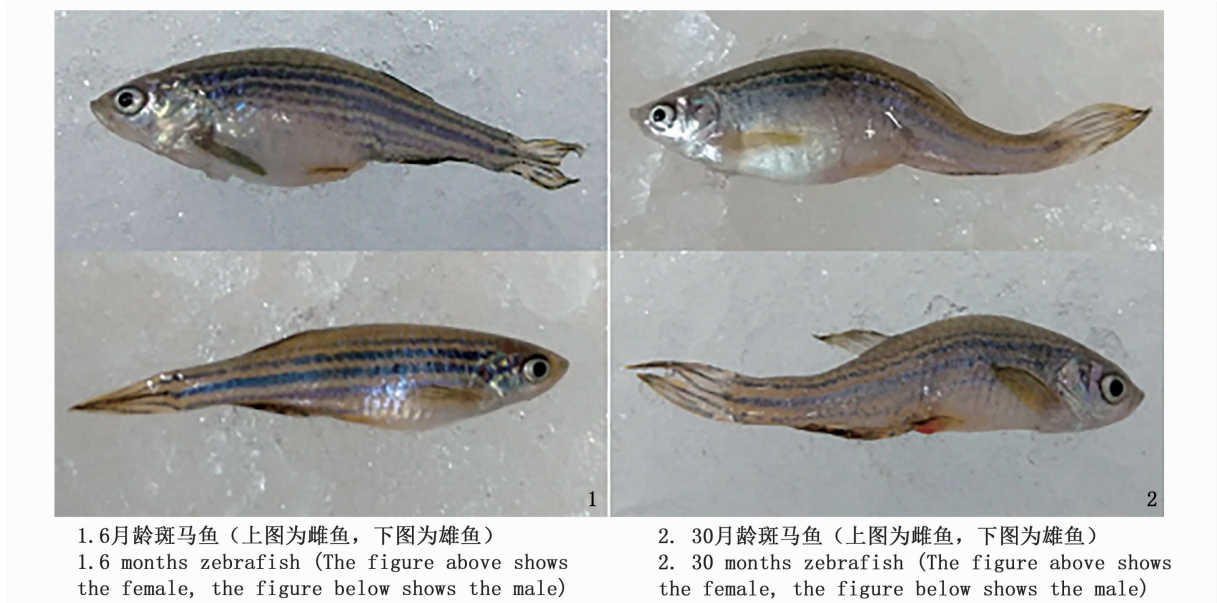 1
2
1.6月龄斑马鱼（上图为雌鱼，下图为雄鱼）
1.6 months zebrafish (The figure above shows
the female, the figure below shows the male)
2. 30月龄斑马鱼（上图为雌鱼，下图为雄鱼）
2. 30 months zebrafish (The figure above shows
the female, the figure below shows the male)